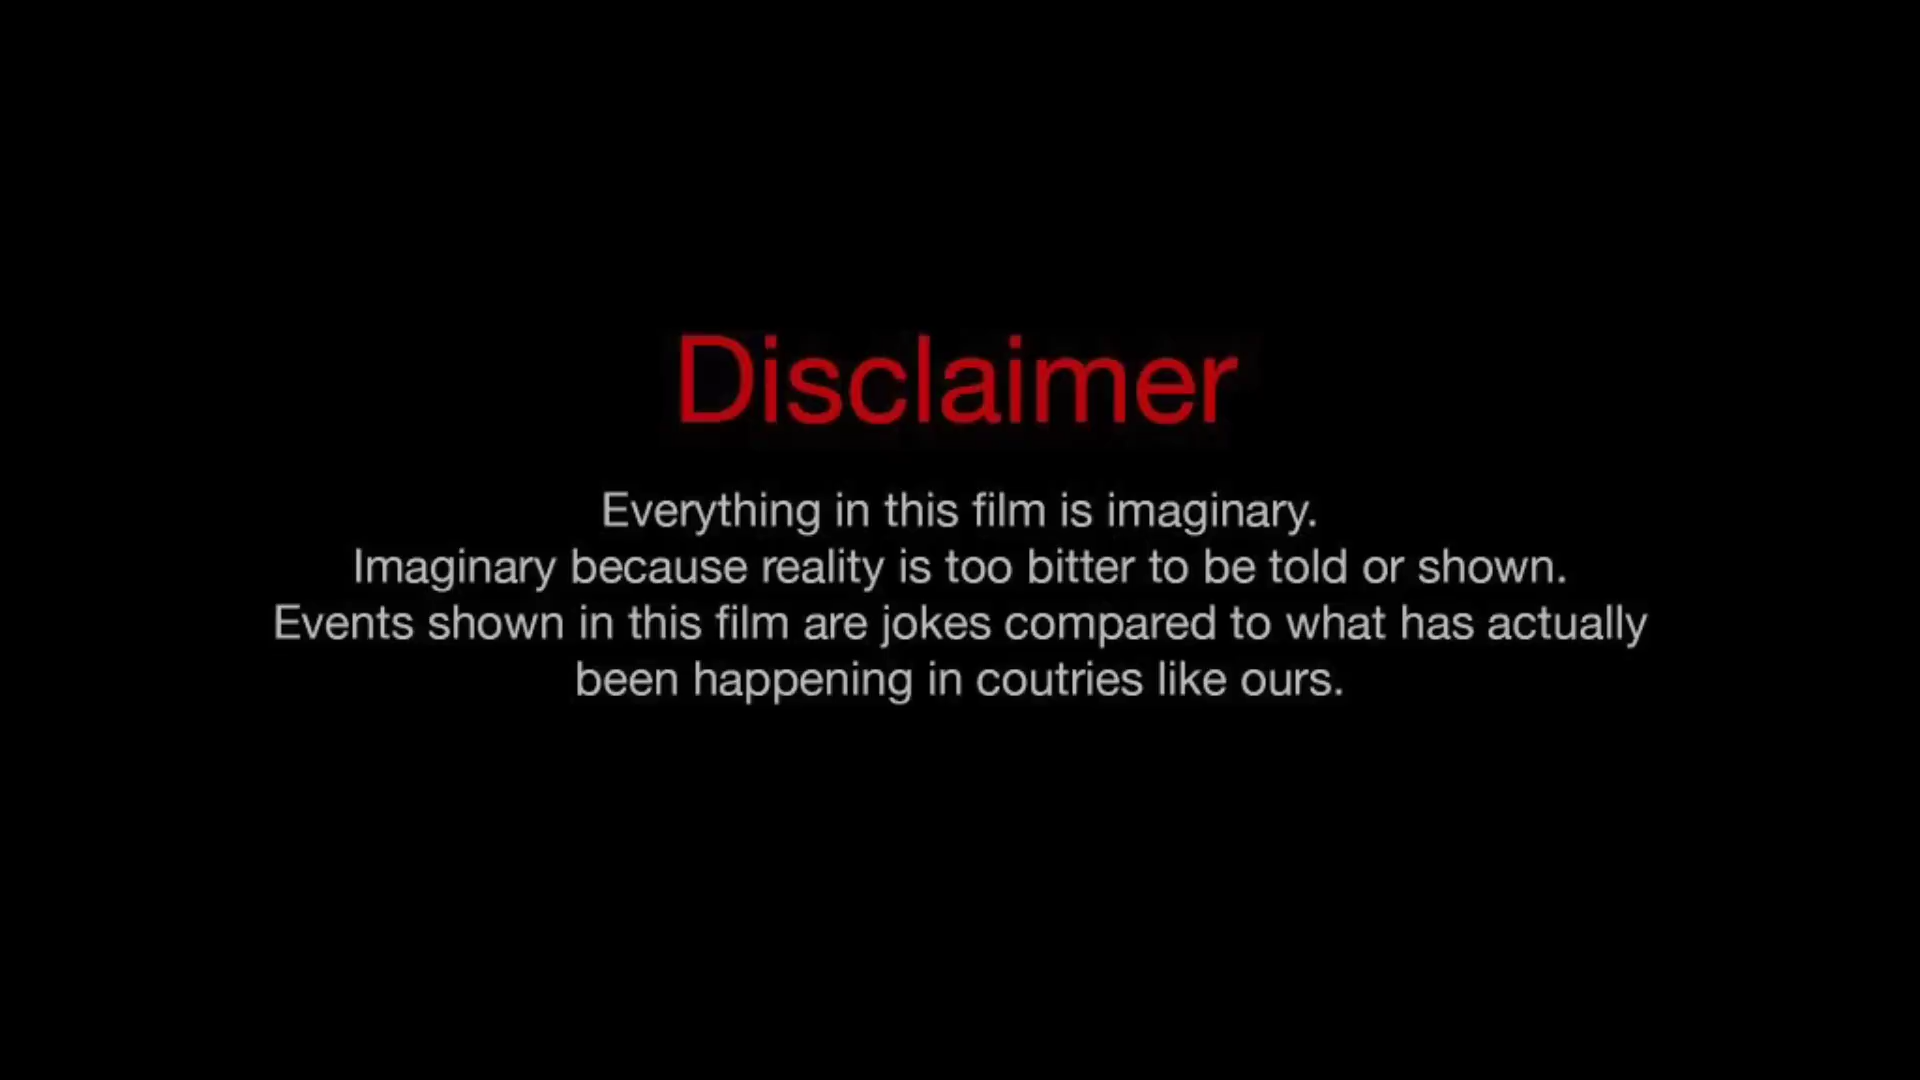 Disclaimer
Everything in this film is imaginary.
Imaginary because reality is too bitter to be told or shown.
Events shown in this film are jokes compared to what has actually
been happening in coutries like ours.